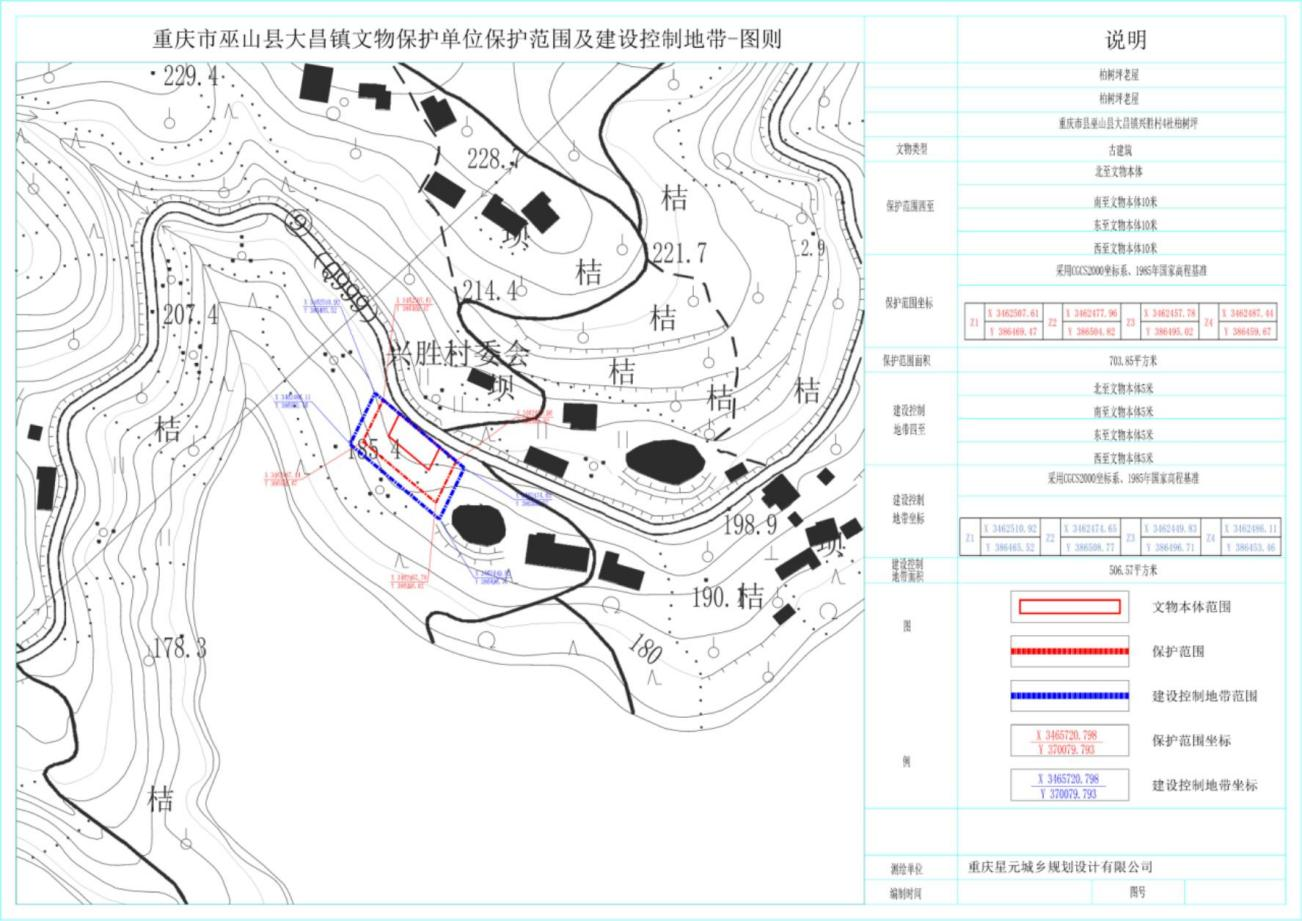 重庆市巫山县大昌镇文物保护单位保护范围及建设控制地带-图则
229.4
228.7
桔
坝
221.7
2.9
桔
214.4
207.4
桔
兴胜村委会
桔
坝
桔
桔
桔
185.4
198.9
坝
190.1
桔
180
178.3
桔
说明
柏树坪老屋
柏树坪老屋
重庆市县巫山县大昌镇兴胜村4社柏树坪
文物类型
古建筑
保护范围四至
北至文物本体
南至文物本体10米
东至文物本体10米
西至文物本体10米
保护范围坐标
采用CGCS2000坐标系、1985年国家高程基准
Z1 X 3462507.61 Z2 X 3462477.96 Z3 X 3462457.78 Z4 X 3462487.44
Y 386469.47 Y 386504.82 Y 386495.02 Y 386459.67
保护范围面积
703.85平方米
建设控制
地带四至
北至文物本体5米
南至文物本体5米
东至文物本体5米
西至文物本体5米
建设控制
地带坐标
采用CGCS2000坐标系、1985年国家高程基准
Z1 X 3462510.92 Z2 X 3462474.65 Z3 X 3462449.83 Z4 X 3462486.11
Y 386465.52 Y 386508.77 Y 386496.71 Y 386453.46
建设控制
地带面积
506.57平方米
图
例
文物本体范围
保护范围
建设控制地带范围
X 3465720.798
Y 370079.793
保护范围坐标
X 3465720.798
Y 370079.793
建设控制地带坐标
测绘单位
重庆星元城乡规划设计有限公司
编制时间
图号